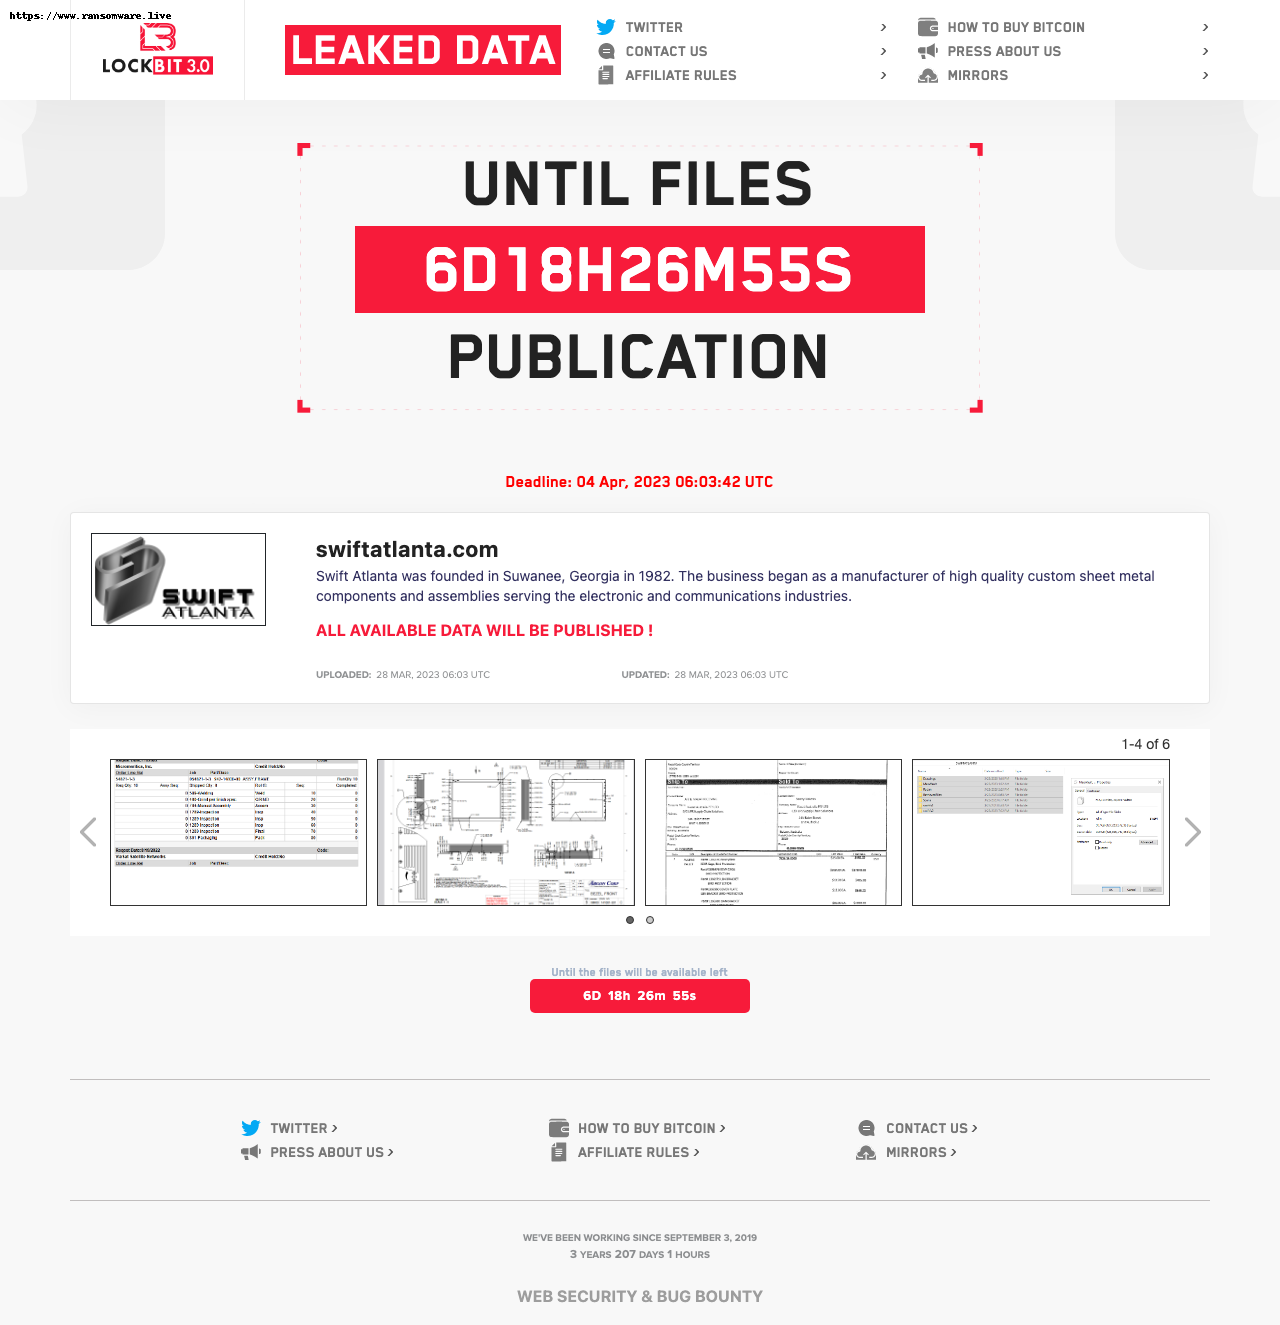 https://www.ransomware.live
LOCKBIT 3.0
LEAKED DATA
TWITTER
CONTACT US
AFFILIATE RULES
HOW TO BUY BITCOIN
PRESS ABOUT US
MIRRORS
UNTIL FILES
6D18H26M55S
PUBLICATION
Deadline: 04 Apr, 2023 06:03:42 UTC
SWIFT
ATLANTA
swiftatlanta.com
Swift Atlanta was founded in Suwanee, Georgia in 1982. The business began as a manufacturer of high quality custom sheet metal
components and assemblies serving the electronic and communications industries.
ALL AVAILABLE DATA WILL BE PUBLISHED !
UPLOADED: 28 MAR, 2023 06:03 UTC
UPDATED: 28 MAR, 2023 06:03 UTC
1-4 of 6
Until the files will be available left
6D 18h 26m 55s
TWITTER >
HOW TO BUY BITCOIN >
CONTACT US >
PRESS ABOUT US >
AFFILIATE RULES >
MIRRORS >
WE'VE BEEN WORKING SINCE SEPTEMBER 3, 2019
3 YEARS 207 DAYS 1 HOURS
WEB SECURITY & BUG BOUNTY